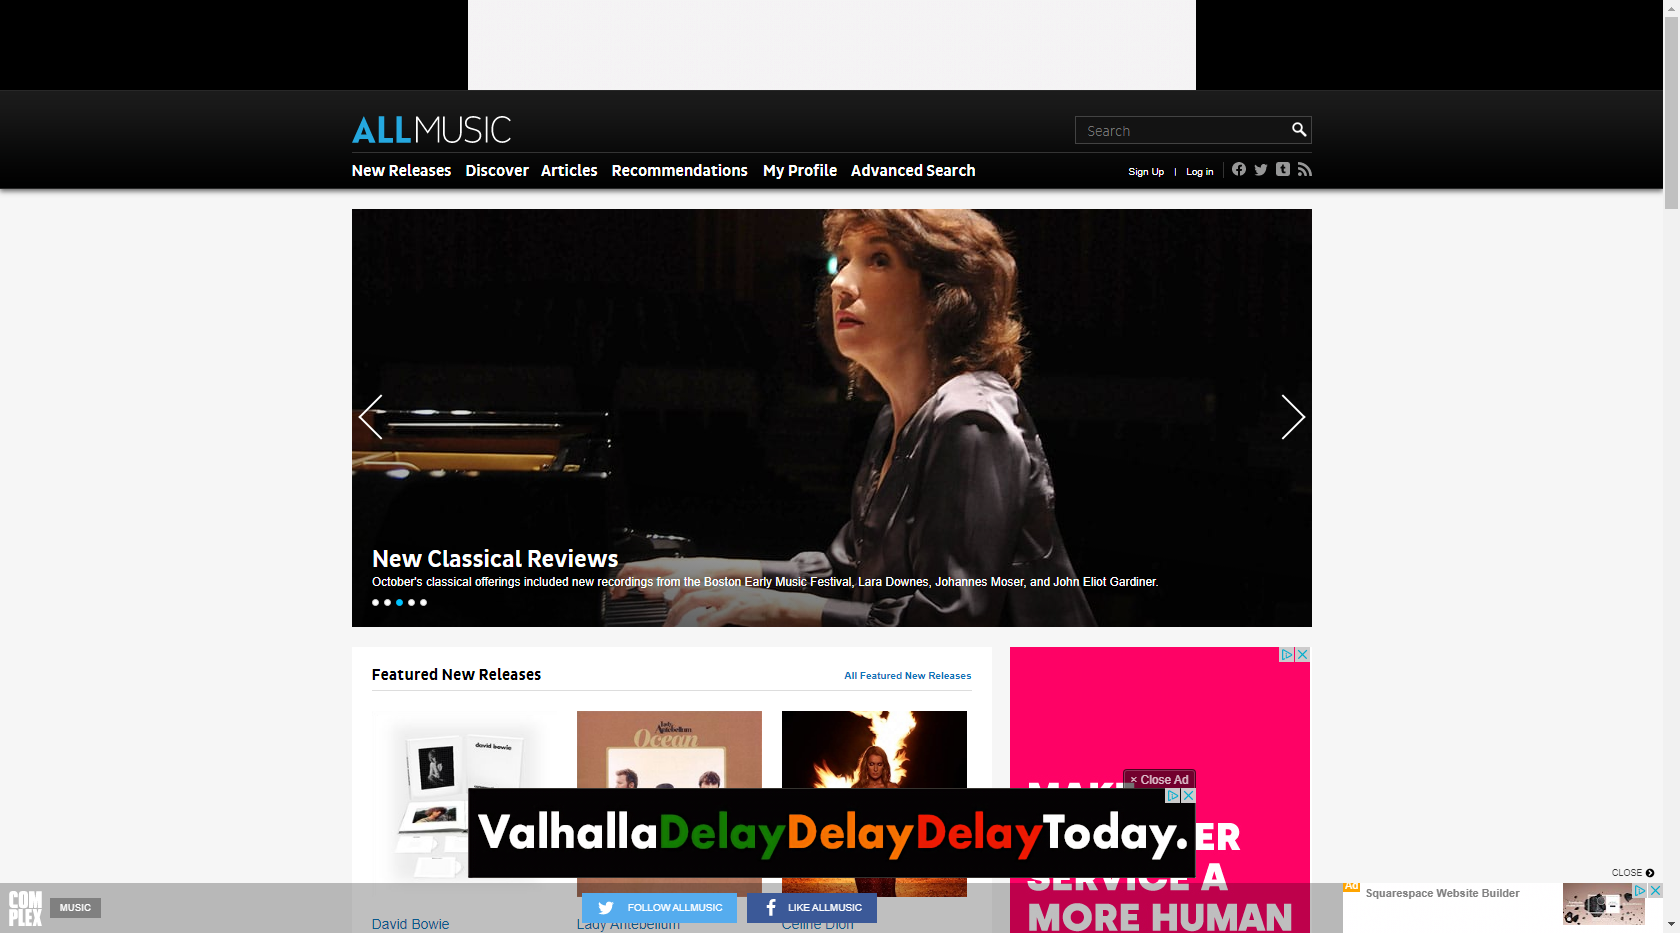 ALLMUSIC
Search
New Releases Discover Articles Recommendations My Profile Advanced Search
Sign Up | Log in
New Classical Reviews
October's classical offerings included new recordings from the Boston Early Music Festival, Lara Downes, Johannes Moser, and John Eliot Gardiner.
Featured New Releases
All Featured New Releases
david bowie
lady Antebellum
Ocean
× Close Ad
ValhallaDelayDelayDelayToday.
ER
SERVICE A
MORE HUMAN
CLOSE
COMPLEX
MUSIC
FOLLOW ALLMUSIC
LIKE ALLMUSIC
Ad
Squarespace Website Builder
David Bowie
Lady Antebellum
Celine Dion